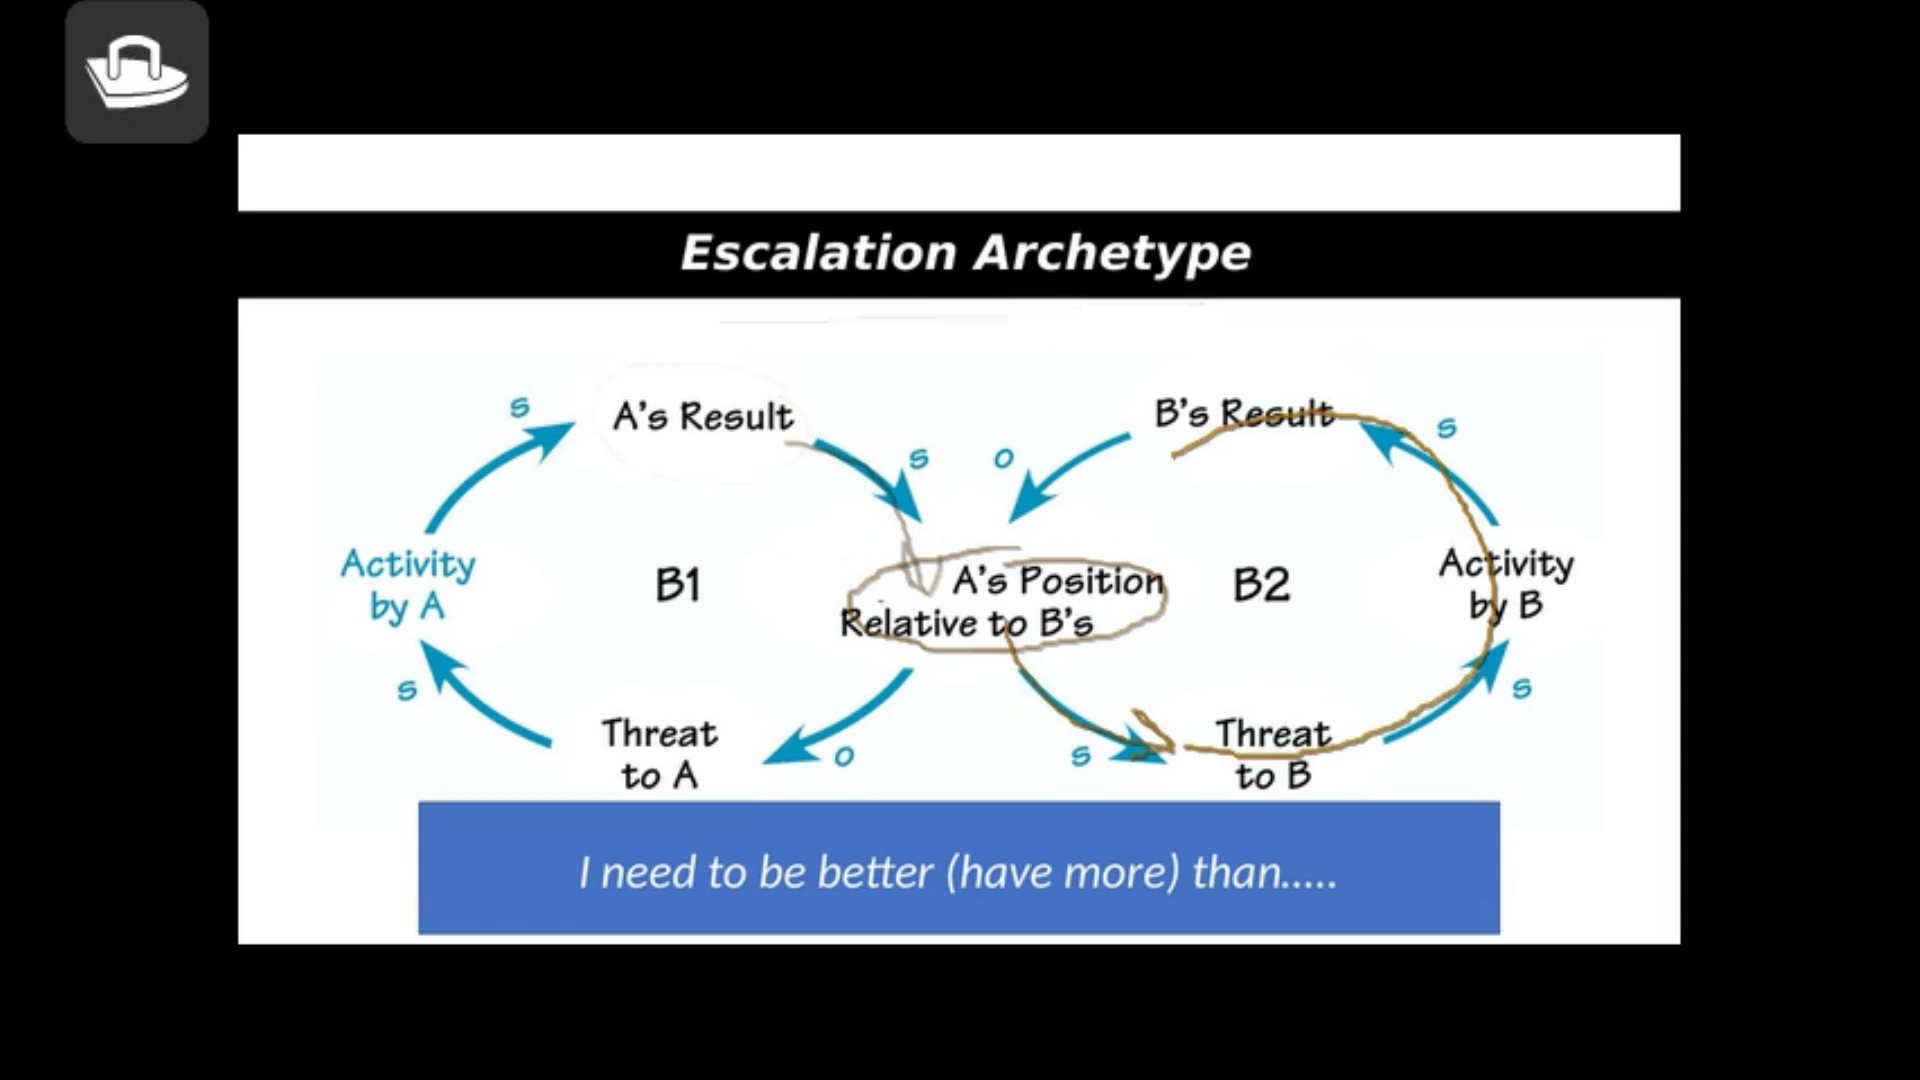 Escalation Archetype
s
A's Result
s
o
B's Result
s
Activity
by A
B1
A's Position
Relative to B's
B2
Activity
by B
s
Threat
to A
o
s
Threat
to B
s
I need to be better (have more) than.....